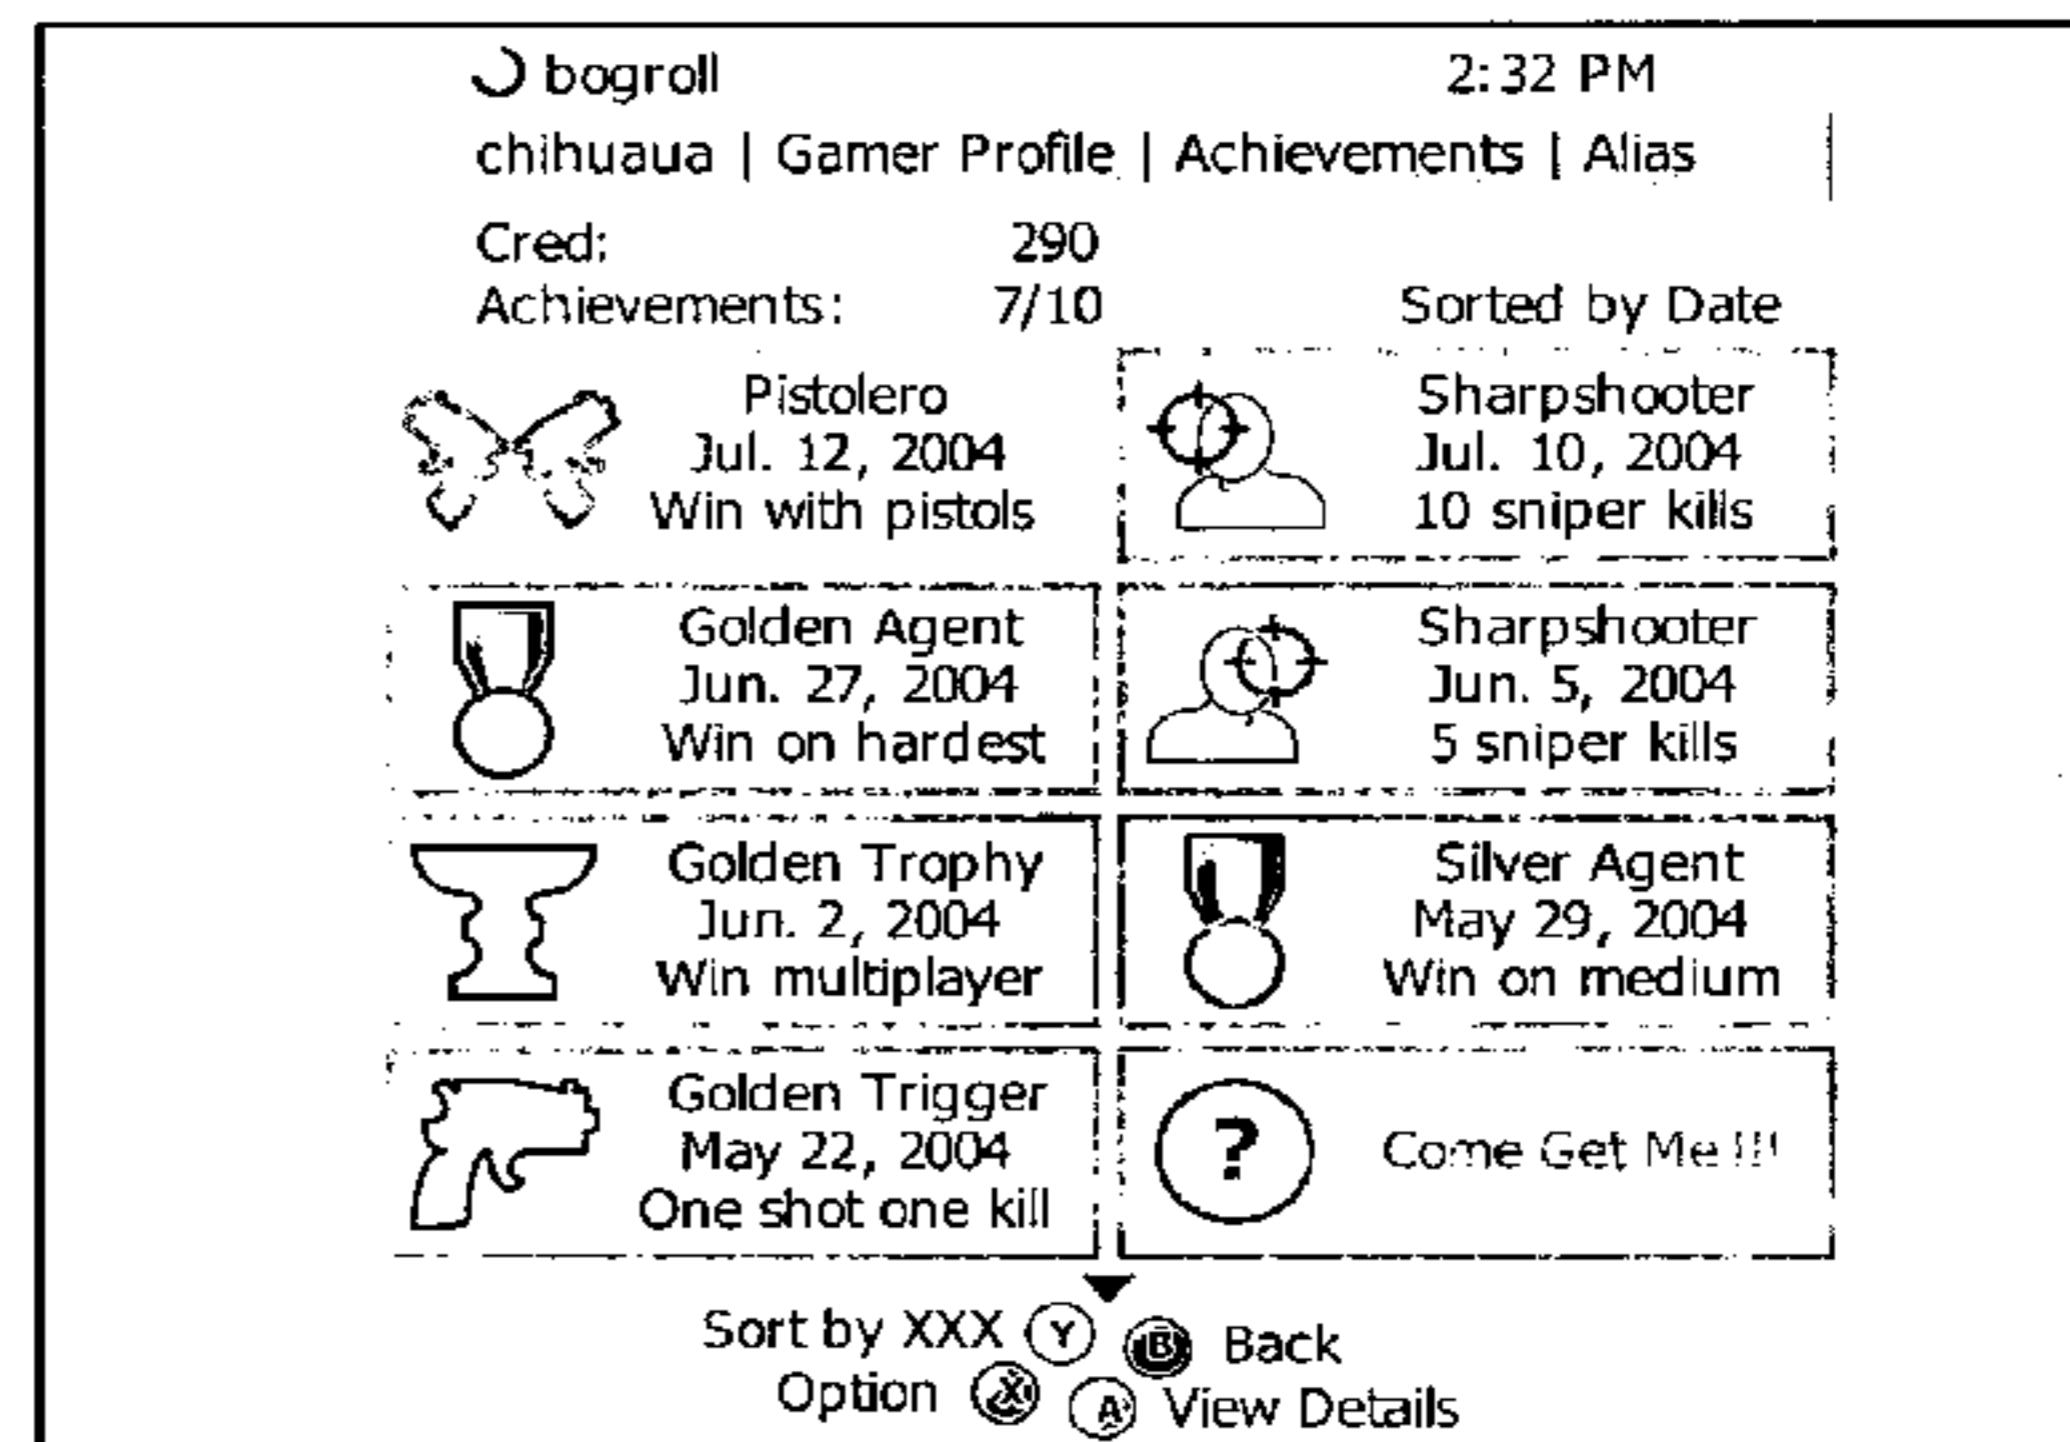 bogroll 2:32 PM
chihuaua | Gamer Profile | Achievements | Alias
Cred: 290
Achievements: 7/10 Sorted by Date
Pistolero
Jul. 12, 2004
Win with pistols
Sharpshooter
Jul. 10, 2004
10 sniper kills
Golden Agent
Jun. 27, 2004
Win on hardest
Sharpshooter
Jun. 5, 2004
5 sniper kills
Golden Trophy
Jun. 2, 2004
Win multiplayer
Silver Agent
May 29, 2004
Win on medium
Golden Trigger
May 22, 2004
One shot one kill
?
Come Get Me!!!
Sort by XXX Y
B Back
Option X
A View Details